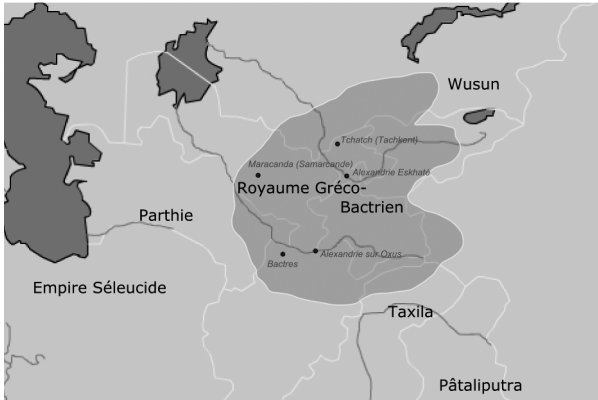 Wusun
Tchatch (Tachkent)
Maracanda (Samarcande)
Alexandrie Eskhaté
Royaume Gréco-
Bactrien
Parthie
Alexandrie sur Oxus
Bactres
Empire Séleucide
Taxila
Pâtaliputra